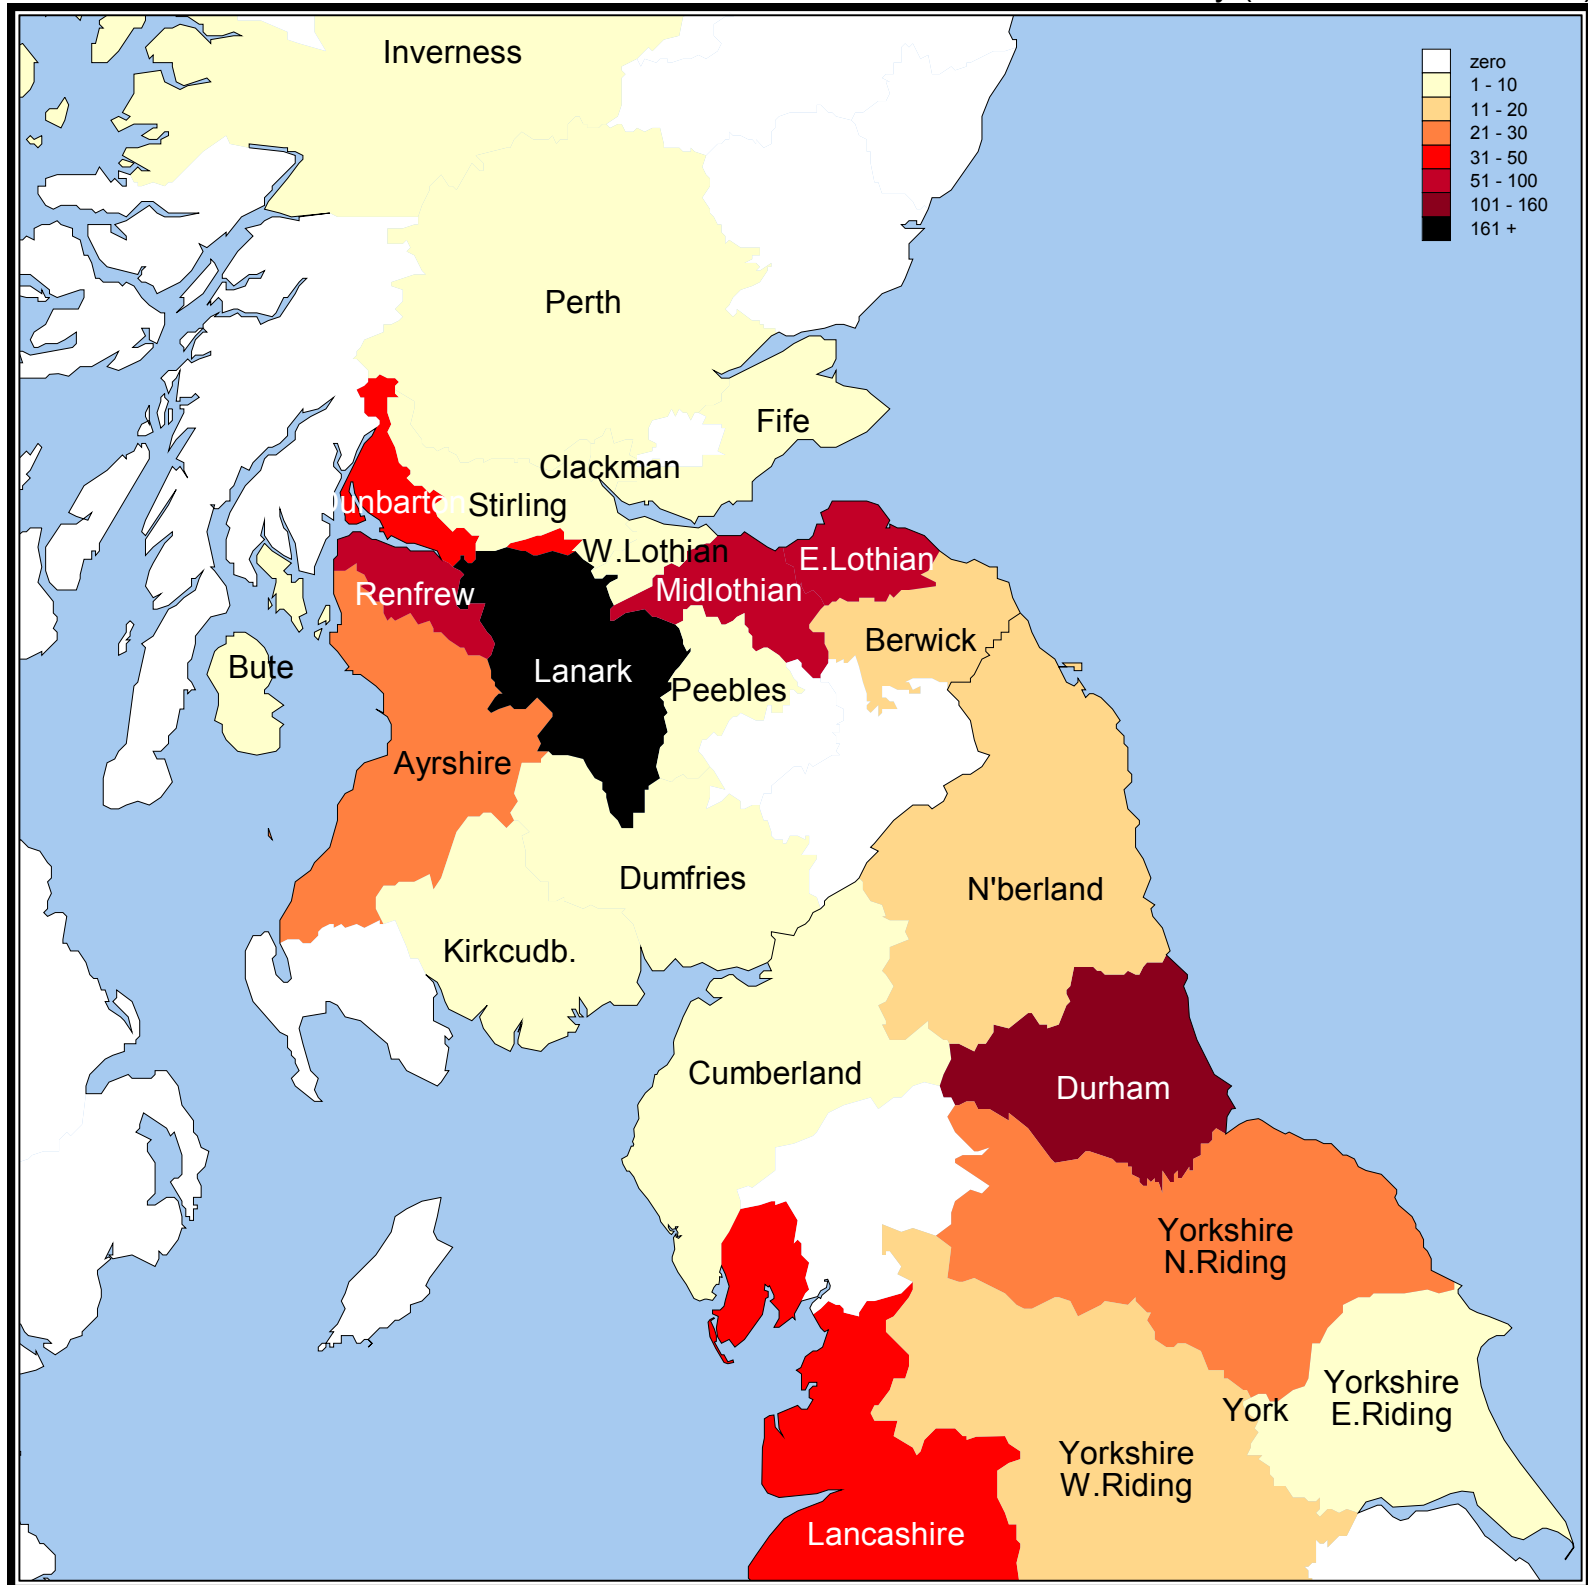 Inverness
zero
1 - 10
11 - 20
21 - 30
31 - 50
51 - 100
101 - 160
161 +
Perth
Fife
Clackman
Dunbarton
Stirling
W.Lothian
E.Lothian
Midlothian
Renfrew
Berwick
Bute
Lanark
Peebles
Ayrshire
Dumfries
N'berland
Kirkcudb.
Cumberland
Durham
Yorkshire
N.Riding
Yorkshire
E.Riding
York
Yorkshire
W.Riding
Lancashire